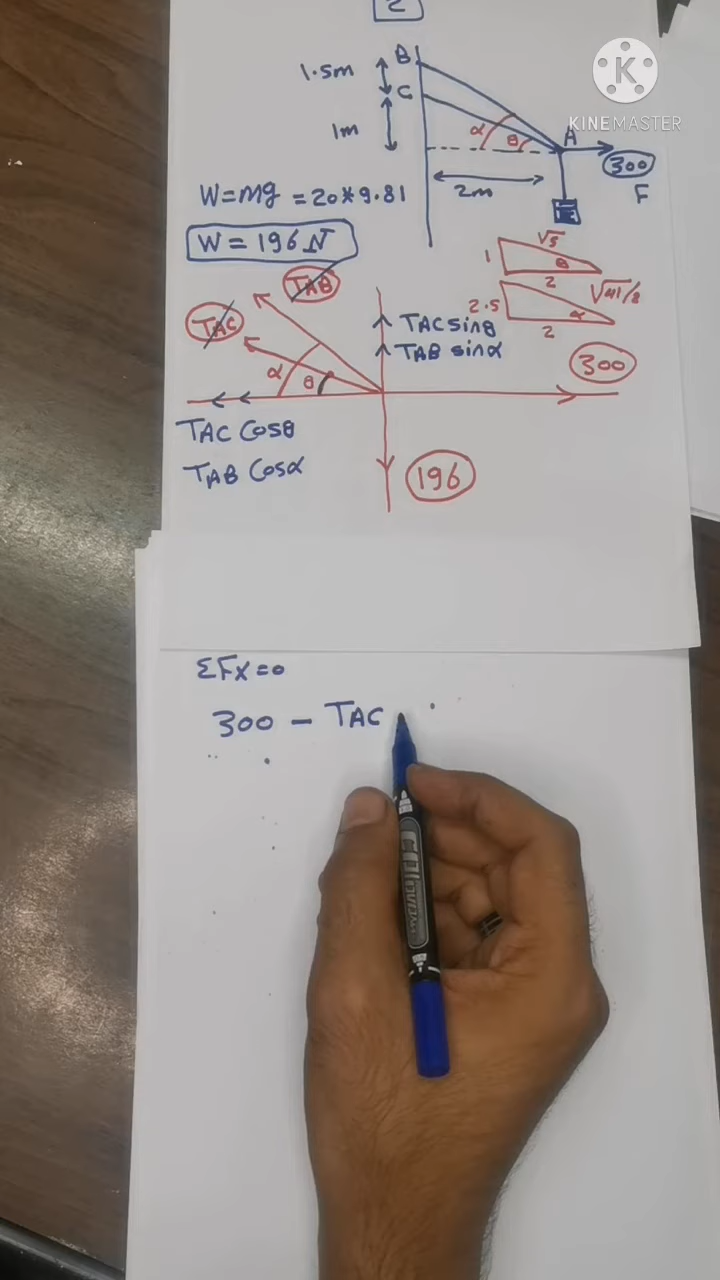 2
B
1.5m
C
K
KINEMASTER
1m
α
θ
A
300
F
2m
W=mg = 20*9.81
W = 196 N
√5
1
θ
2
2.5
α
√41/2
2
TAB
TAC
TAC sinθ
TAB sinα
α
θ
300
TAC Cosθ
TAB Cosα
196
ΣFx=0
300 - TAC